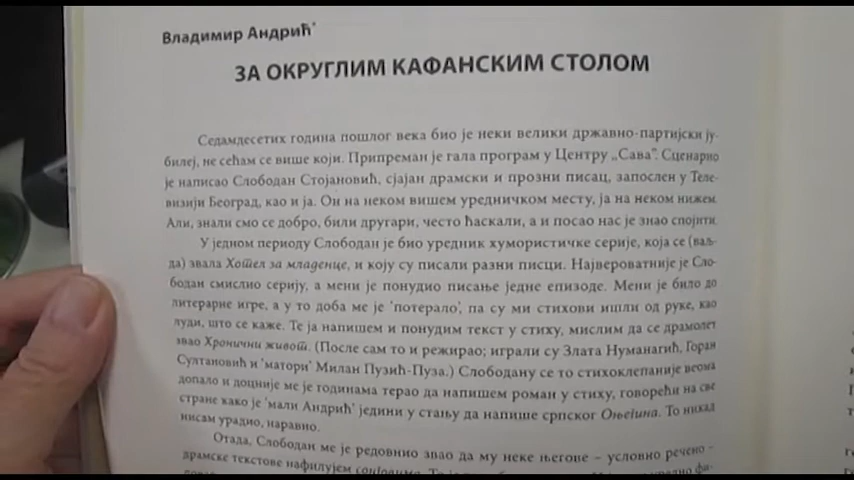 Владимир Андрић*
ЗА ОКРУГЛИМ КАФАНСКИМ СТОЛОМ
Седамдесетих година пошлог века био је неки велики државно-партијски ју-
билеј, не сећам се више који. Припреман је гала програм у Центру „Сава”. Сценарио
је написао Слободан Стојановић, сјајан драмски и прозни писац, запослен у Теле-
визији Београд, као и ја. Он на неком вишем уредничком месту, ја на неком нижем.
Али, знали смо се добро, били другари, често ћаскали, а и посао нас је знао спојити.
У једном периоду Слободан је био уредник хумористичке серије, која се (ваљ-
да) звала Хотел за младенце, и коју су писали разни писци. Највероватније је Сло-
бодан смислио серију, а мени је понудио писање једне епизоде. Мени је било до
литерарне игре, а у то доба ме је ’потерало’, па су ми стихови ишли од руке, као
луди, што се каже. Те ја напишем и понудим текст у стиху, мислим да се драмолет
звао Хронични живот. (После сам то и режирао; играли су Злата Нуманагић, Горан
Султановић и ’матори’ Милан Пузић-Пуза.) Слободану се то стихоклепаније веома
допало и доцније ме је годинама терао да напишем роман у стиху, говорећи на све
стране како је ’мали Андрић’ једини у стању да напише српског Оњегина. То никад
нисам урадио, наравно.
Отада, Слободан ме је редовнио звао да му неке његове – условно речено –
драмске текстове нафилујем